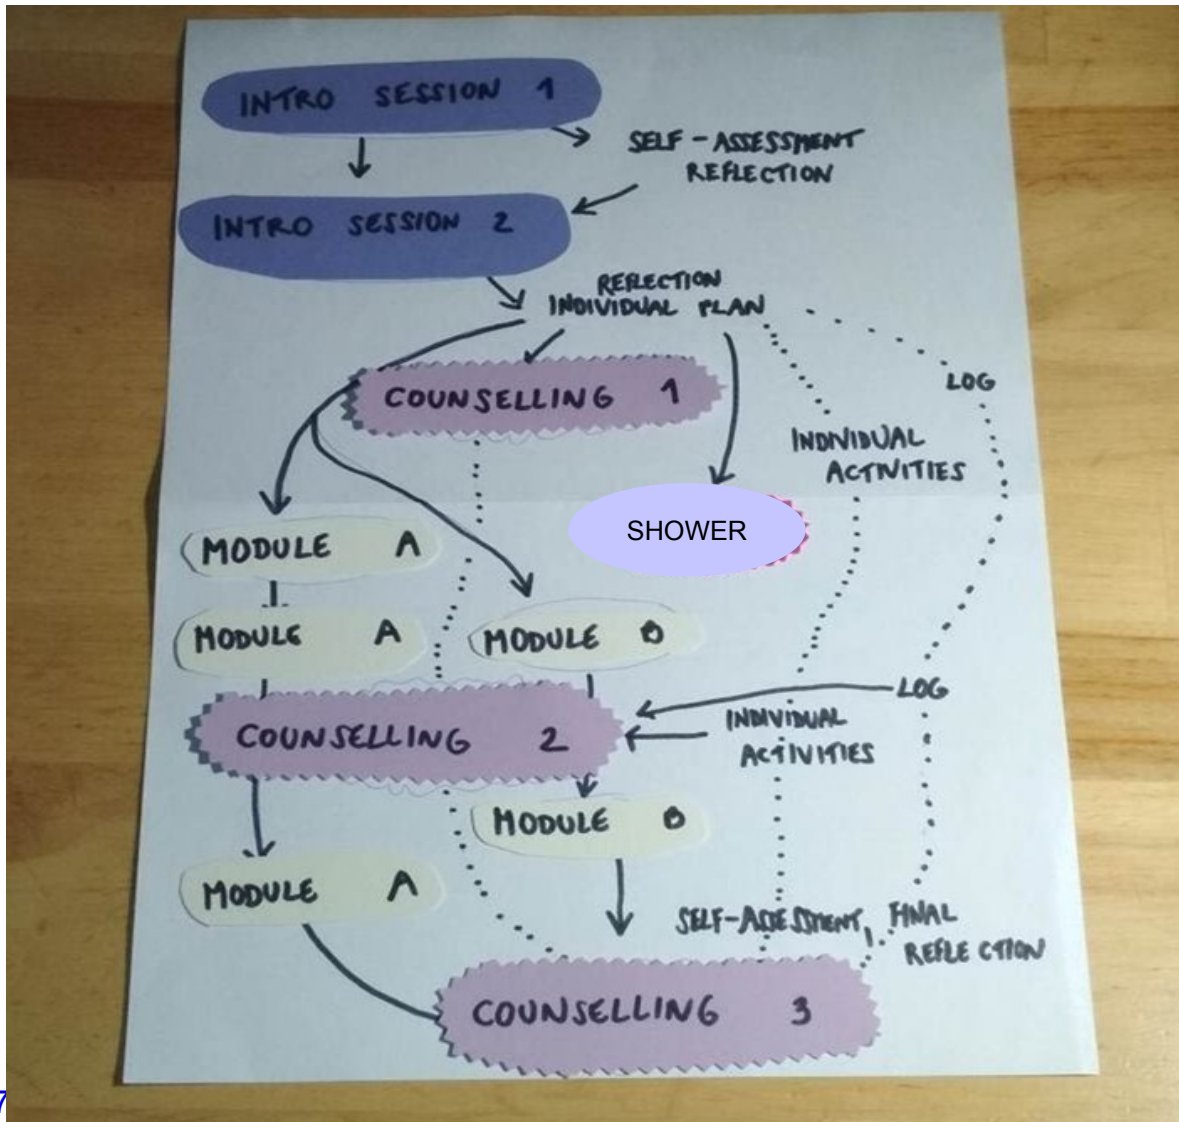 INTRO SESSION 1
SELF-ASSESSMENT
REFLECTION
INTRO SESSION 2
REFLECTION
INDIVIDUAL PLAN
COUNSELLING 1
LOG
INDIVIDUAL
ACTIVITIES
SHOWER
MODULE A
MODULE A
MODULE B
LOG
COUNSELLING 2
INDIVIDUAL
ACTIVITIES
MODULE B
MODULE A
SELF-ASSESSMENT, FINAL
REFLECTION
COUNSELLING 3
7